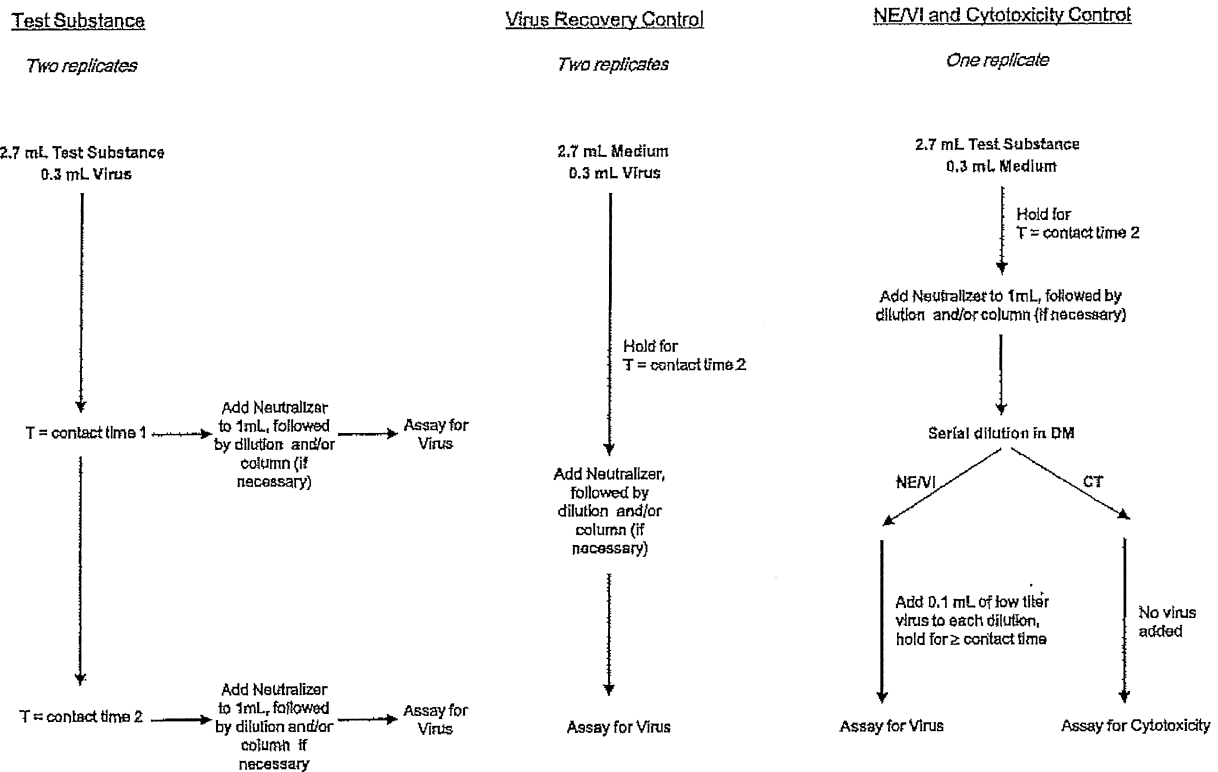 Test Substance
Two replicates
2.7 mL Test Substance
0.3 mL Virus
T = contact time 1
Add Neutralizer
to 1mL, followed
by dilution and/or
column (if
necessary)
Assay for
Virus
T = contact time 2
Add Neutralizer
to 1mL, followed
by dilution and/or
column if
necessary
Assay for
Virus
Virus Recovery Control
Two replicates
2.7 mL Medium
0.3 mL Virus
Hold for
T = contact time 2
Add Neutralizer,
followed by
dilution and/or
column (if
necessary)
Assay for Virus
NE/VI and Cytotoxicity Control
One replicate
2.7 mL Test Substance
0.3 mL Medium
Hold for
T = contact time 2
Add Neutralizer to 1mL, followed by
dilution and/or column (if necessary)
Serial dilution in DM
NE/VI
CT
Add 0.1 mL of low titer
virus to each dilution,
hold for ≥ contact time
No virus
added
Assay for Virus
Assay for Cytotoxicity